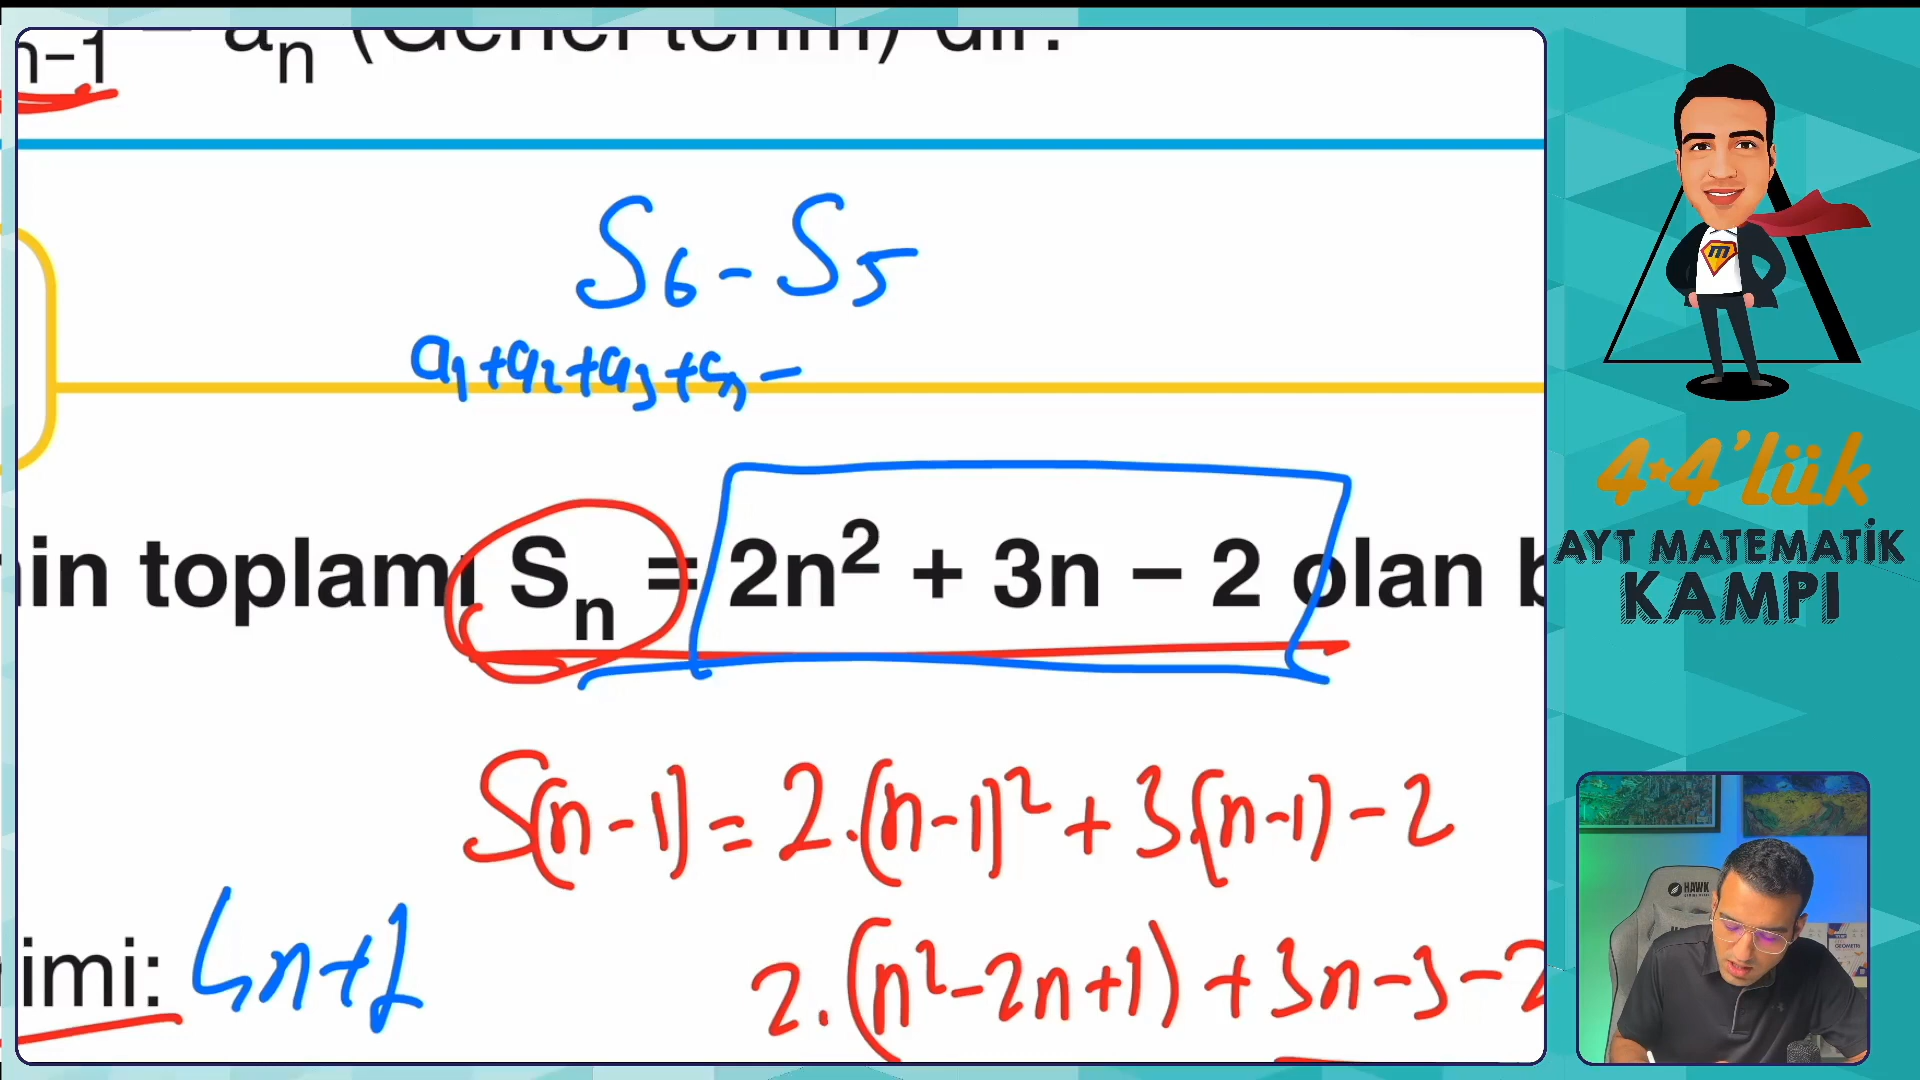 n-1
aₙ (Genel terim) dir.
S₆ - S₅
a₁+a₂+a₃+
in toplamı Sₙ = 2n² + 3n – 2 olan b
S(n-1) = 2.(n-1)² + 3.(n-1) - 2
imi: 4n+1
2.(n²-2n+1) + 3n-3-2
m
4*4'lük
AYT MATEMATİK
KAMPI
HAWK
GEOMETRİ